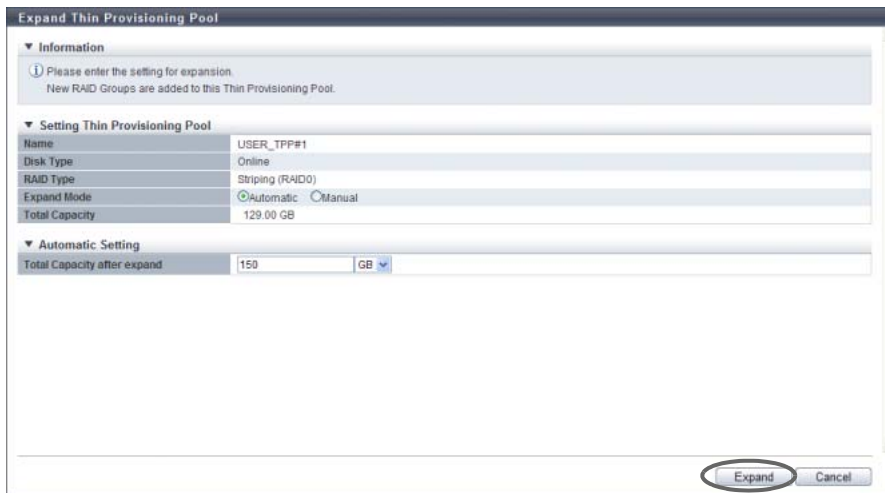 Expand Thin Provisioning Pool
Information
Please enter the setting for expansion.
New RAID Groups are added to this Thin Provisioning Pool.
Setting Thin Provisioning Pool
Name USER_TPP#1
Disk Type Online
RAID Type Striping (RAID0)
Expand Mode Automatic Manual
Total Capacity 129.00 GB
Automatic Setting
Total Capacity after expand 150 GB
Expand Cancel